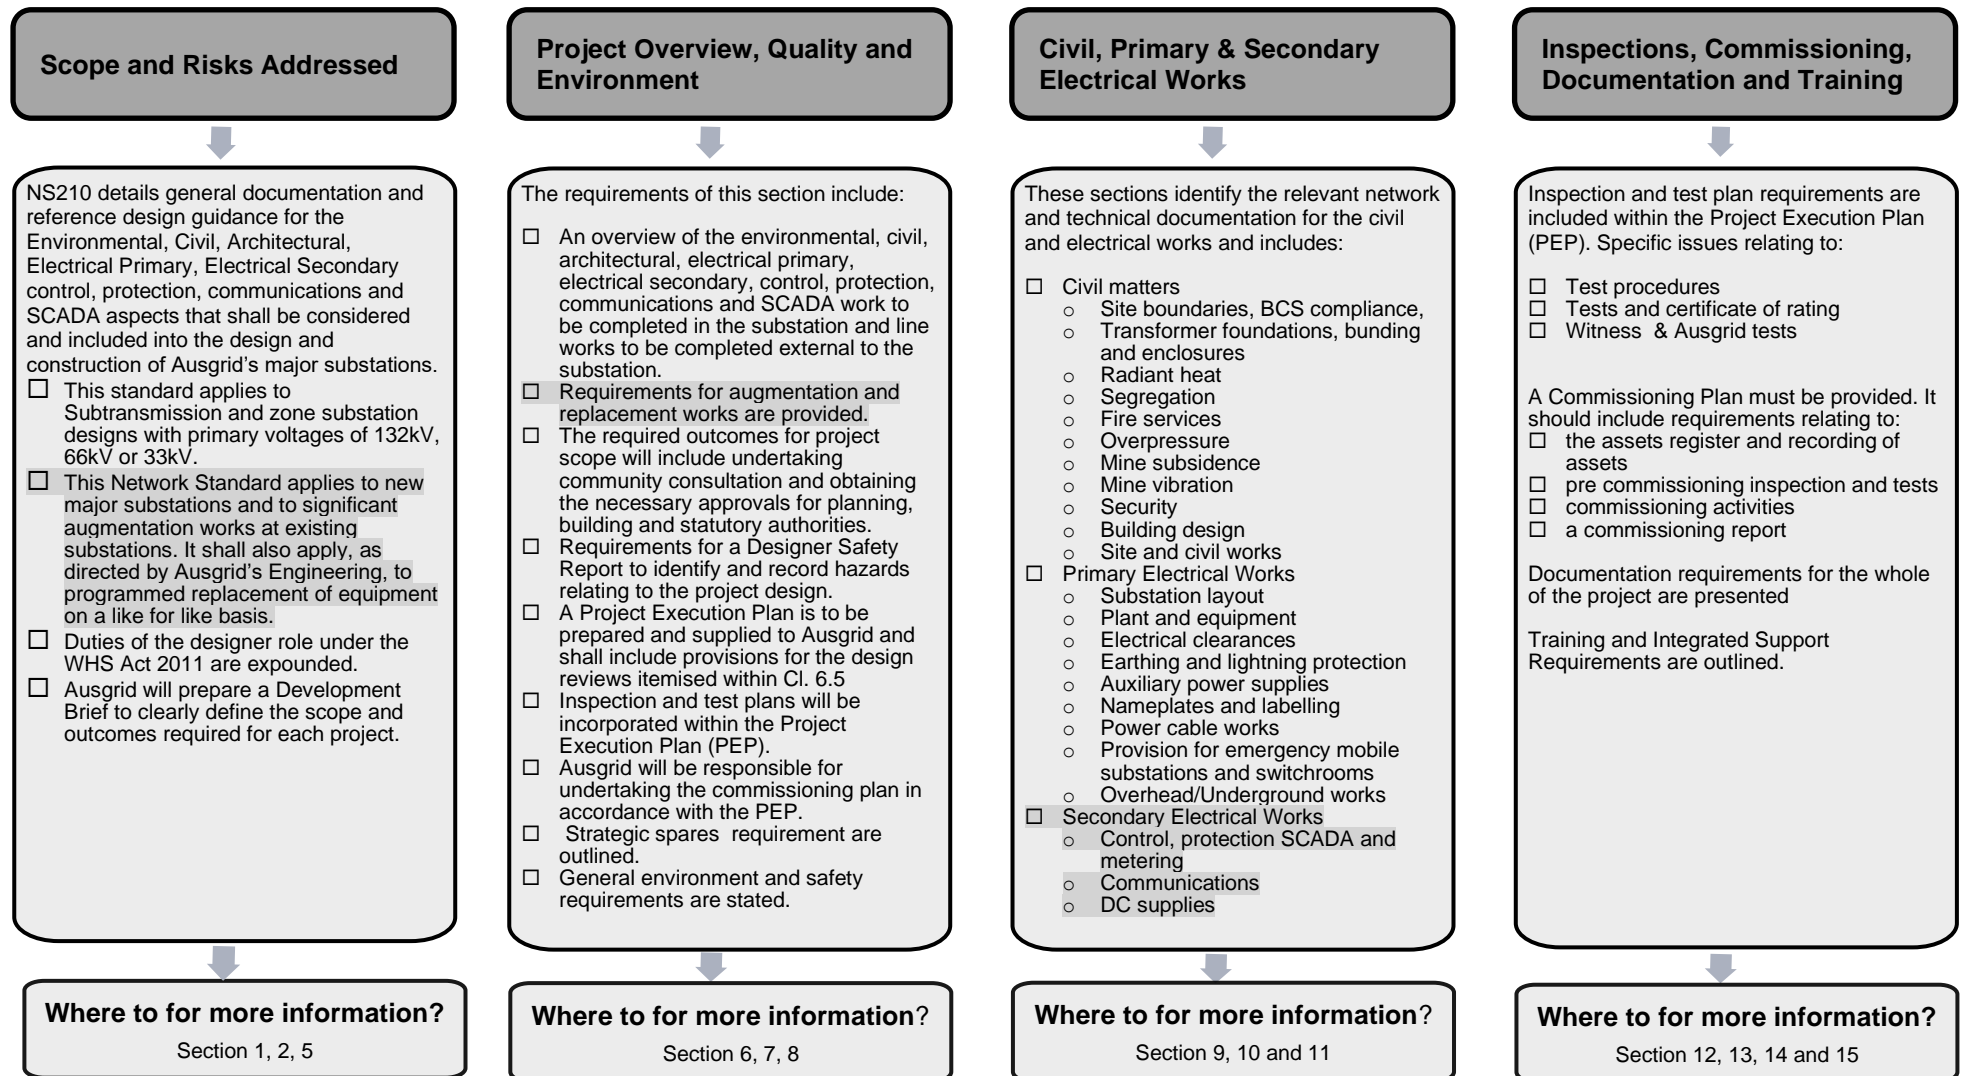 Scope and Risks Addressed
NS210 details general documentation and
reference design guidance for the
Environmental, Civil, Architectural,
Electrical Primary, Electrical Secondary
control, protection, communications and
SCADA aspects that shall be considered
and included into the design and
construction of Ausgrid's major substations.
☐ This standard applies to
Subtransmission and zone substation
designs with primary voltages of 132kV,
66kV or 33kV.
☐ This Network Standard applies to new
major substations and to significant
augmentation works at existing
substations. It shall also apply, as
directed by Ausgrid's Engineering, to
programmed replacement of equipment
on a like for like basis.
☐ Duties of the designer role under the
WHS Act 2011 are expounded.
☐ Ausgrid will prepare a Development
Brief to clearly define the scope and
outcomes required for each project.
Where to for more information?
Section 1, 2, 5
Project Overview, Quality and
Environment
The requirements of this section include:
☐ An overview of the environmental, civil,
architectural, electrical primary,
electrical secondary, control, protection,
communications and SCADA work to
be completed in the substation and line
works to be completed external to the
substation.
☐ Requirements for augmentation and
replacement works are provided.
☐ The required outcomes for project
scope will include undertaking
community consultation and obtaining
the necessary approvals for planning,
building and statutory authorities.
☐ Requirements for a Designer Safety
Report to identify and record hazards
relating to the project design.
☐ A Project Execution Plan is to be
prepared and supplied to Ausgrid and
shall include provisions for the design
reviews itemised within Cl. 6.5
☐ Inspection and test plans will be
incorporated within the Project
Execution Plan (PEP).
☐ Ausgrid will be responsible for
undertaking the commissioning plan in
accordance with the PEP.
☐ Strategic spares requirement are
outlined.
☐ General environment and safety
requirements are stated.
Where to for more information?
Section 6, 7, 8
Civil, Primary & Secondary
Electrical Works
These sections identify the relevant network
and technical documentation for the civil
and electrical works and includes:
☐ Civil matters
o Site boundaries, BCS compliance,
o Transformer foundations, bunding
and enclosures
o Radiant heat
o Segregation
o Fire services
o Overpressure
o Mine subsidence
o Mine vibration
o Security
o Building design
o Site and civil works
☐ Primary Electrical Works
o Substation layout
o Plant and equipment
o Electrical clearances
o Earthing and lightning protection
o Auxiliary power supplies
o Nameplates and labelling
o Power cable works
o Provision for emergency mobile
substations and switchrooms
o Overhead/Underground works
☐ Secondary Electrical Works
o Control, protection SCADA and
metering
o Communications
o DC supplies
Where to for more information?
Section 9, 10 and 11
Inspections, Commissioning,
Documentation and Training
Inspection and test plan requirements are
included within the Project Execution Plan
(PEP). Specific issues relating to:
☐ Test procedures
☐ Tests and certificate of rating
☐ Witness & Ausgrid tests
A Commissioning Plan must be provided. It
should include requirements relating to:
☐ the assets register and recording of
assets
☐ pre commissioning inspection and tests
☐ commissioning activities
☐ a commissioning report
Documentation requirements for the whole
of the project are presented
Training and Integrated Support
Requirements are outlined.
Where to for more information?
Section 12, 13, 14 and 15